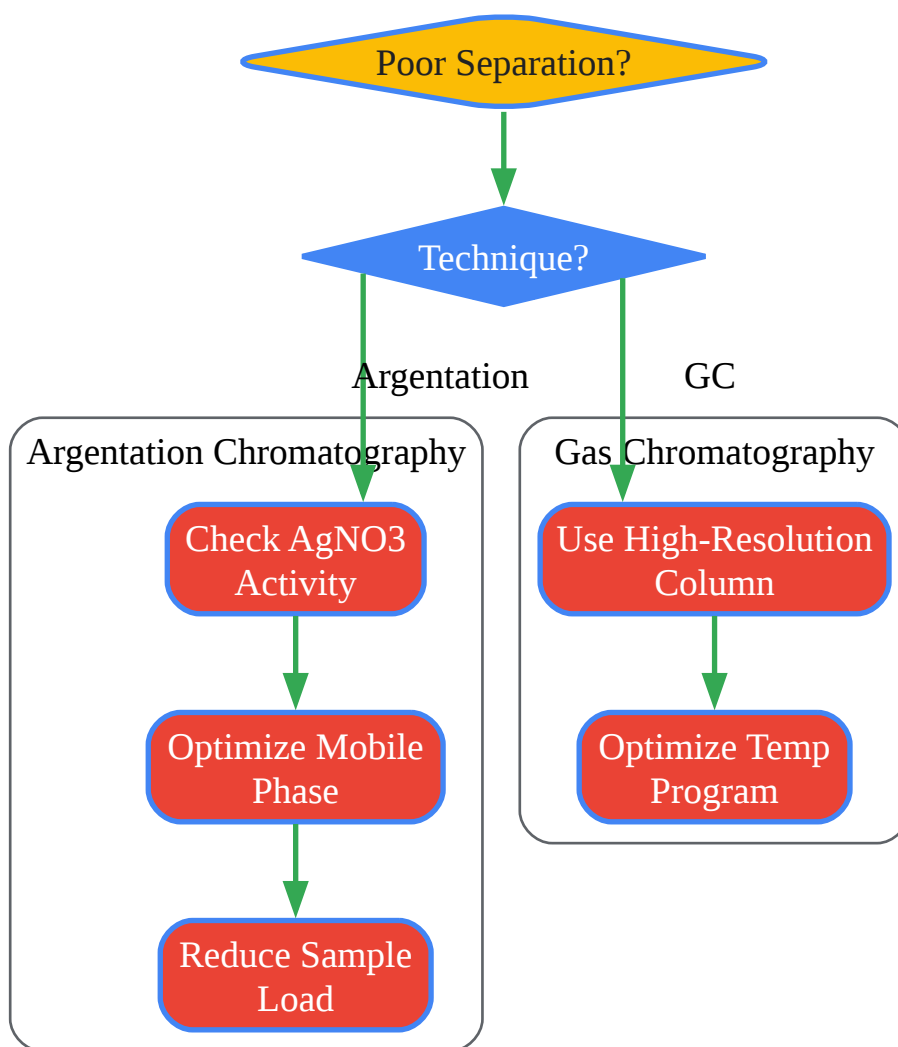 Poor Separation?
Technique?
Argentation
GC
Argentation Chromatography
Gas Chromatography
Check AgNO3
Activity
Use High-Resolution
Column
Optimize Mobile
Phase
Optimize Temp
Program
Reduce Sample
Load